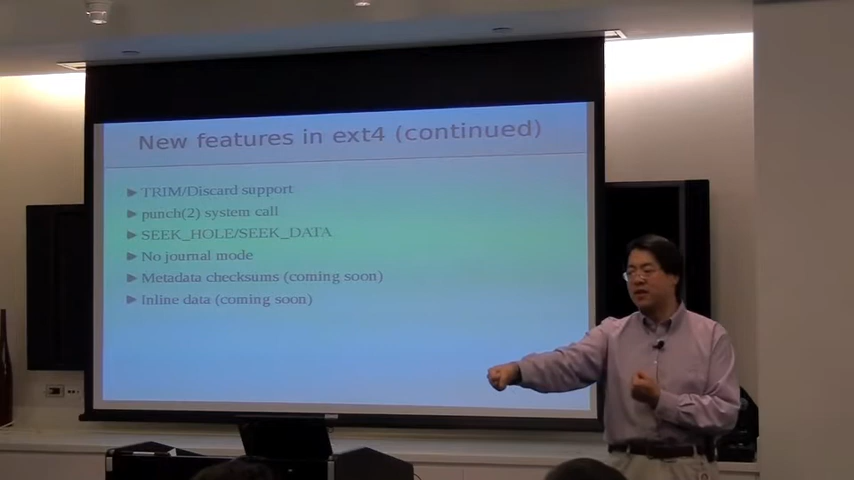 New features in ext4 (continued)
TRIM/Discard support
punch(2) system call
SEEK_HOLE/SEEK_DATA
No journal mode
Metadata checksums (coming soon)
Inline data (coming soon)